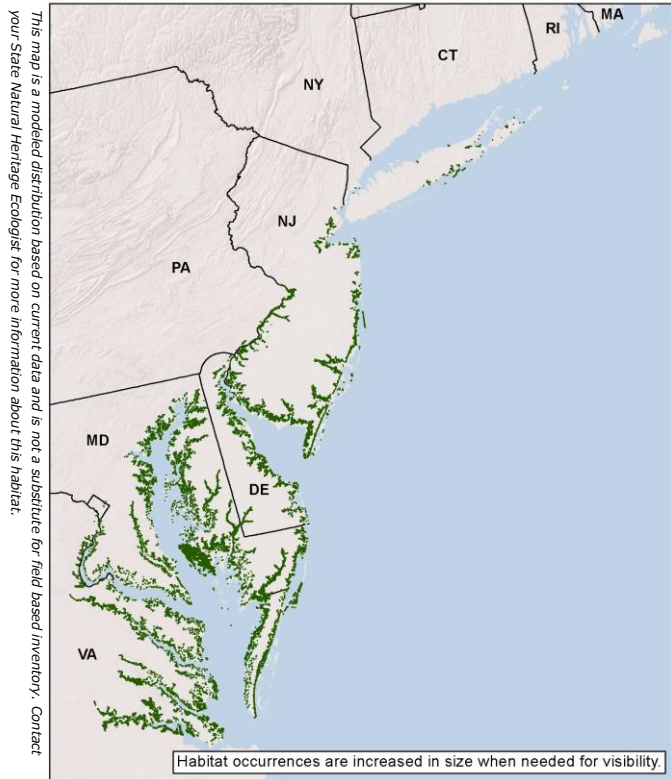 This map is a modeled distribution based on current data and is not a substitute for field based inventory. Contact
your State Natural Heritage Ecologist for more information about this habitat.
MA
RI
CT
NY
NJ
PA
MD
DE
VA
Habitat occurrences are increased in size when needed for visibility.